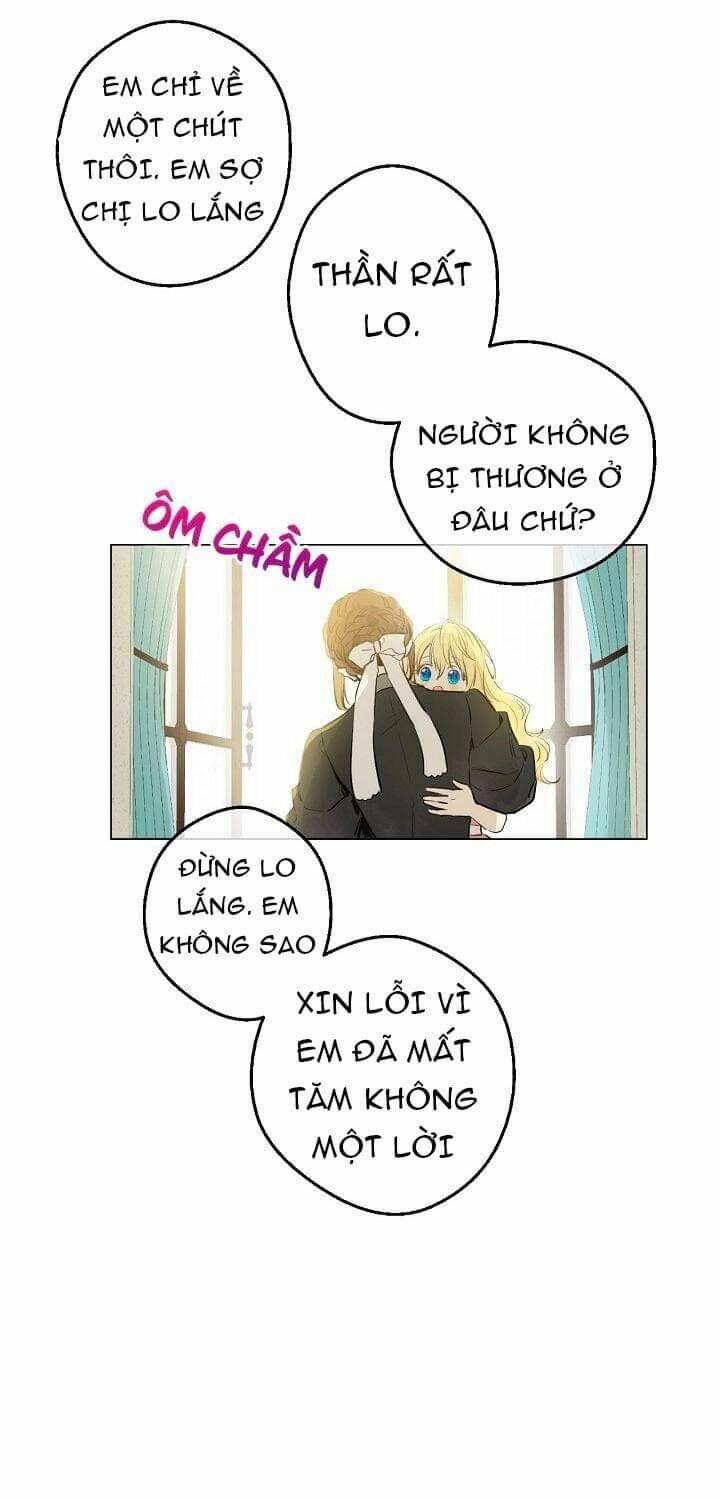 EM CHỈ VỀ
MỘT CHÚT
THÔI. EM SỢ
CHỊ LO LẮNG
THẦN RẤT
LO.
NGƯỜI KHÔNG
BỊ THƯƠNG Ở
ĐÂU CHỨ?
ÔM CHẦM
ĐỪNG LO
LẮNG. EM
KHÔNG SAO
XIN LỖI VÌ
EM ĐÃ MẤT
TĂM KHÔNG
MỘT LỜI